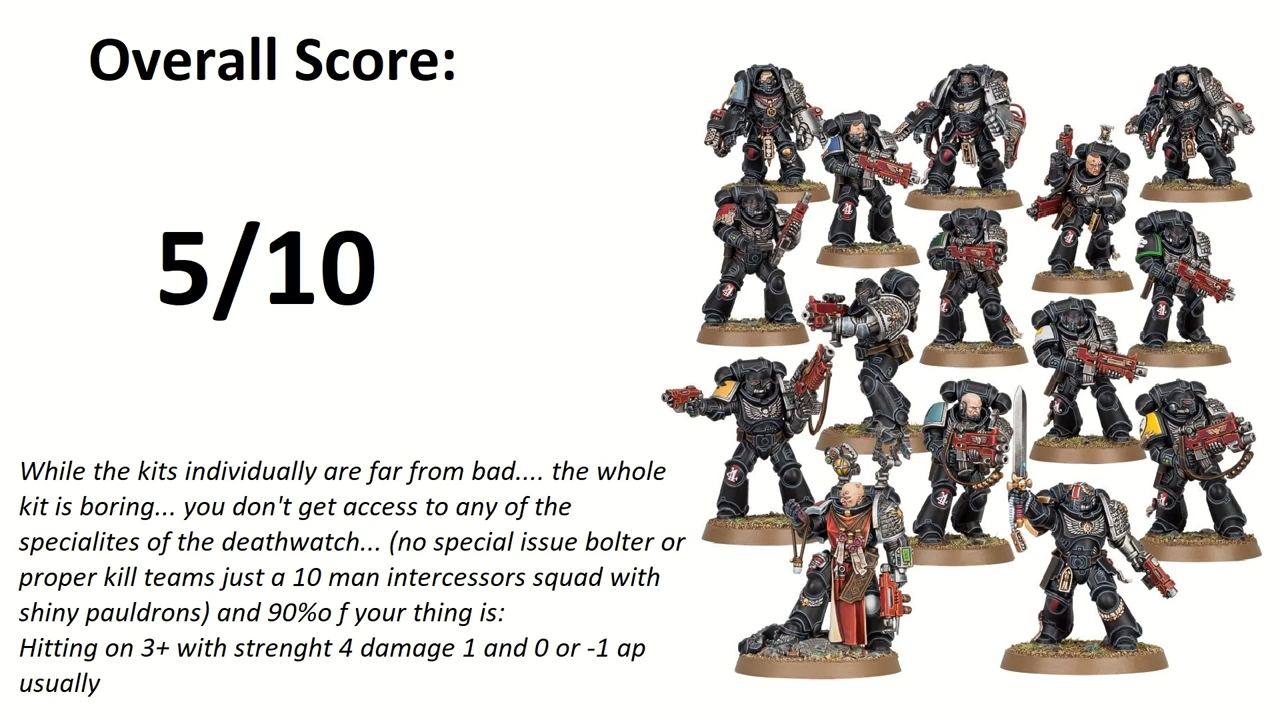 Overall Score:
5/10
While the kits individually are far from bad.... the whole
kit is boring... you don't get access to any of the
specialites of the deathwatch... (no special issue bolter or
proper kill teams just a 10 man intercessors squad with
shiny pauldrons) and 90%o f your thing is:
Hitting on 3+ with strenght 4 damage 1 and 0 or -1 ap
usually